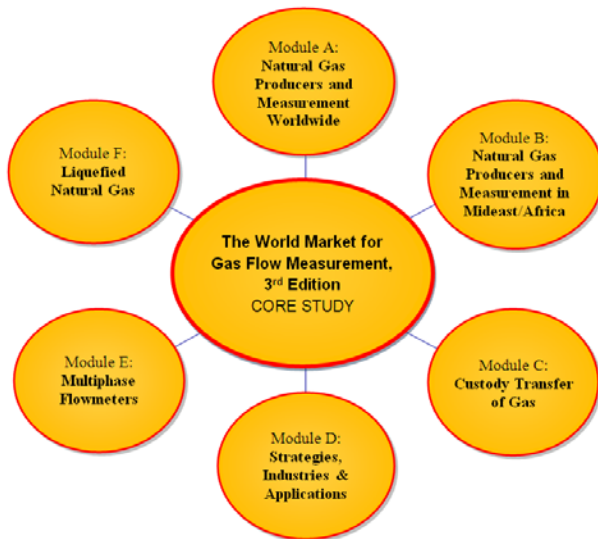 Module A:
Natural Gas
Producers and
Measurement
Worldwide
Module B:
Natural Gas
Producers and
Measurement in
Mideast/Africa
Module F:
Liquefied
Natural Gas
The World Market for
Gas Flow Measurement,
3rd Edition
CORE STUDY
Module E:
Multiphase
Flowmeters
Module C:
Custody Transfer
of Gas
Module D:
Strategies,
Industries &
Applications